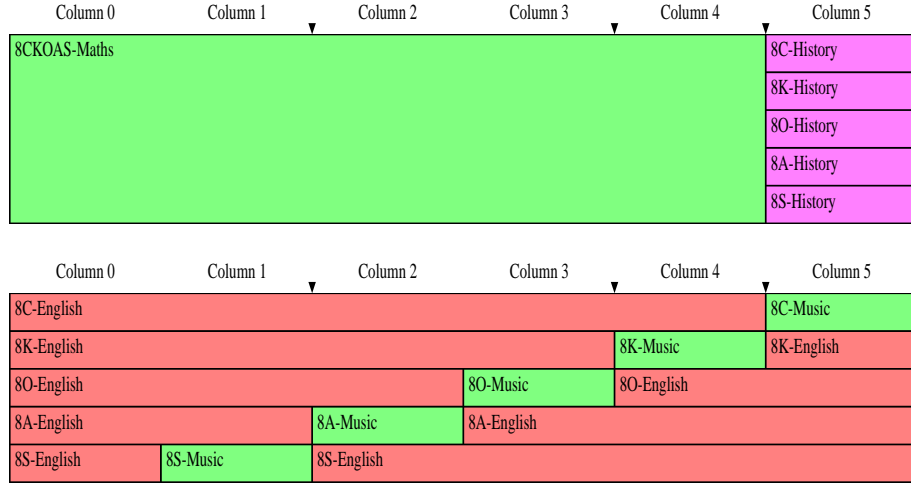 Column 0 Column 1 Column 2 Column 3 Column 4 Column 5
8CKOAS-Maths 8C-History
8K-History
8O-History
8A-History
8S-History
Column 0 Column 1 Column 2 Column 3 Column 4 Column 5
8C-English 8C-Music
8K-English 8K-Music 8K-English
8O-English 8O-Music 8O-English
8A-English 8A-Music 8A-English
8S-English 8S-Music 8S-English